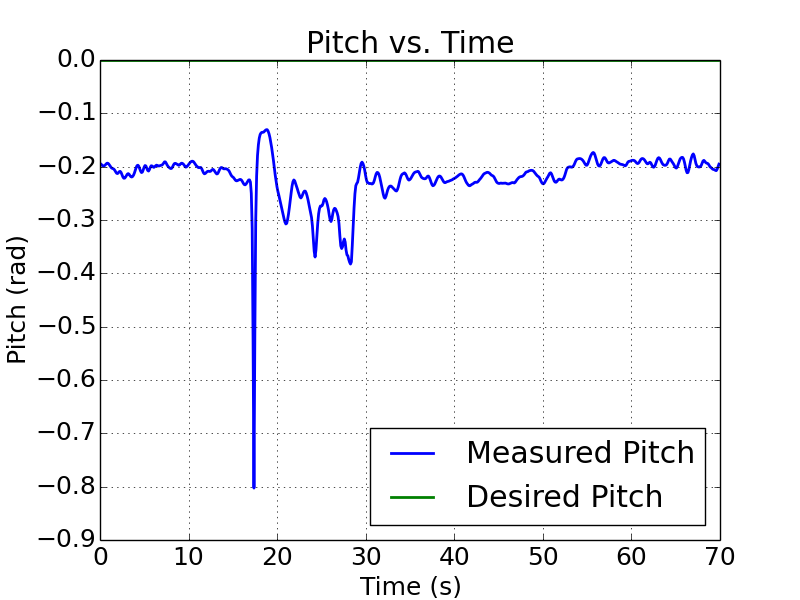 Pitch vs. Time
0.0
−0.1
−0.2
−0.3
−0.4
−0.5
−0.6
−0.7
−0.8
−0.9
Pitch (rad)
Measured Pitch
Desired Pitch
0 10 20 30 40 50 60 70
Time (s)